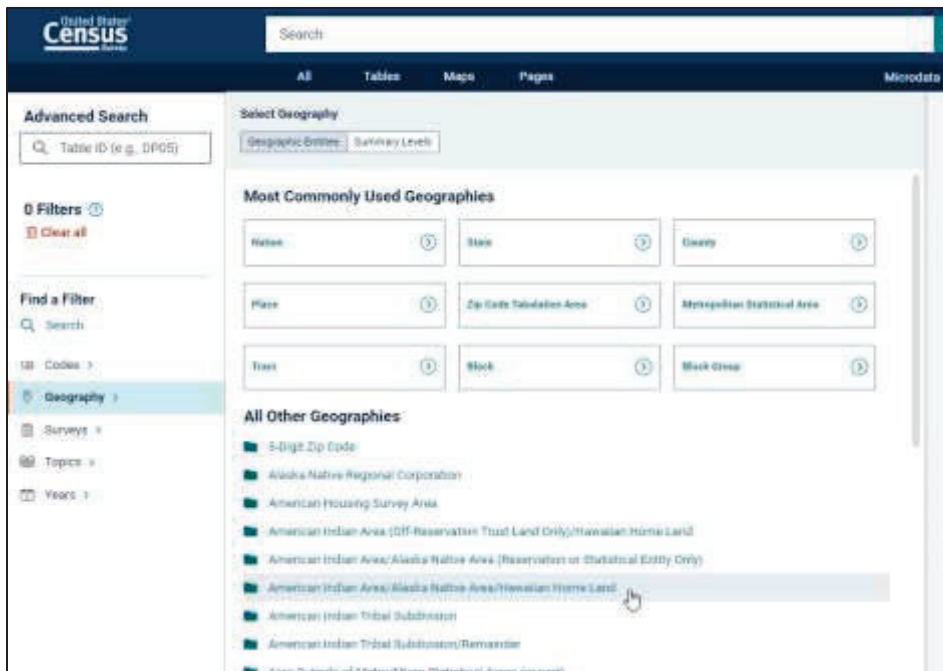 United States®
Census
Bureau
Search
All Tables Maps Pages Microdata
Advanced Search
Table ID (e.g. DP05)
0 Filters
Clear all
Find a Filter
Search
Codes
Geography
Surveys
Topics
Years
Select Geography
Geographic Entities Summary Levels
Most Commonly Used Geographies
Nation State County
Place Zip Code Tabulation Area Metropolitan Statistical Area
Tract Block Block Group
All Other Geographies
5-Digit Zip Code
Alaska Native Regional Corporation
American Housing Survey Area
American Indian Area (Off-Reservation Trust Land Only)/Hawaiian Home Land
American Indian Area/Alaska Native Area (Reservation or Statistical Entity Only)
American Indian Area/Alaska Native Area/Hawaiian Home Land
American Indian Tribal Subdivision
American Indian Tribal Subdivision/Remainder